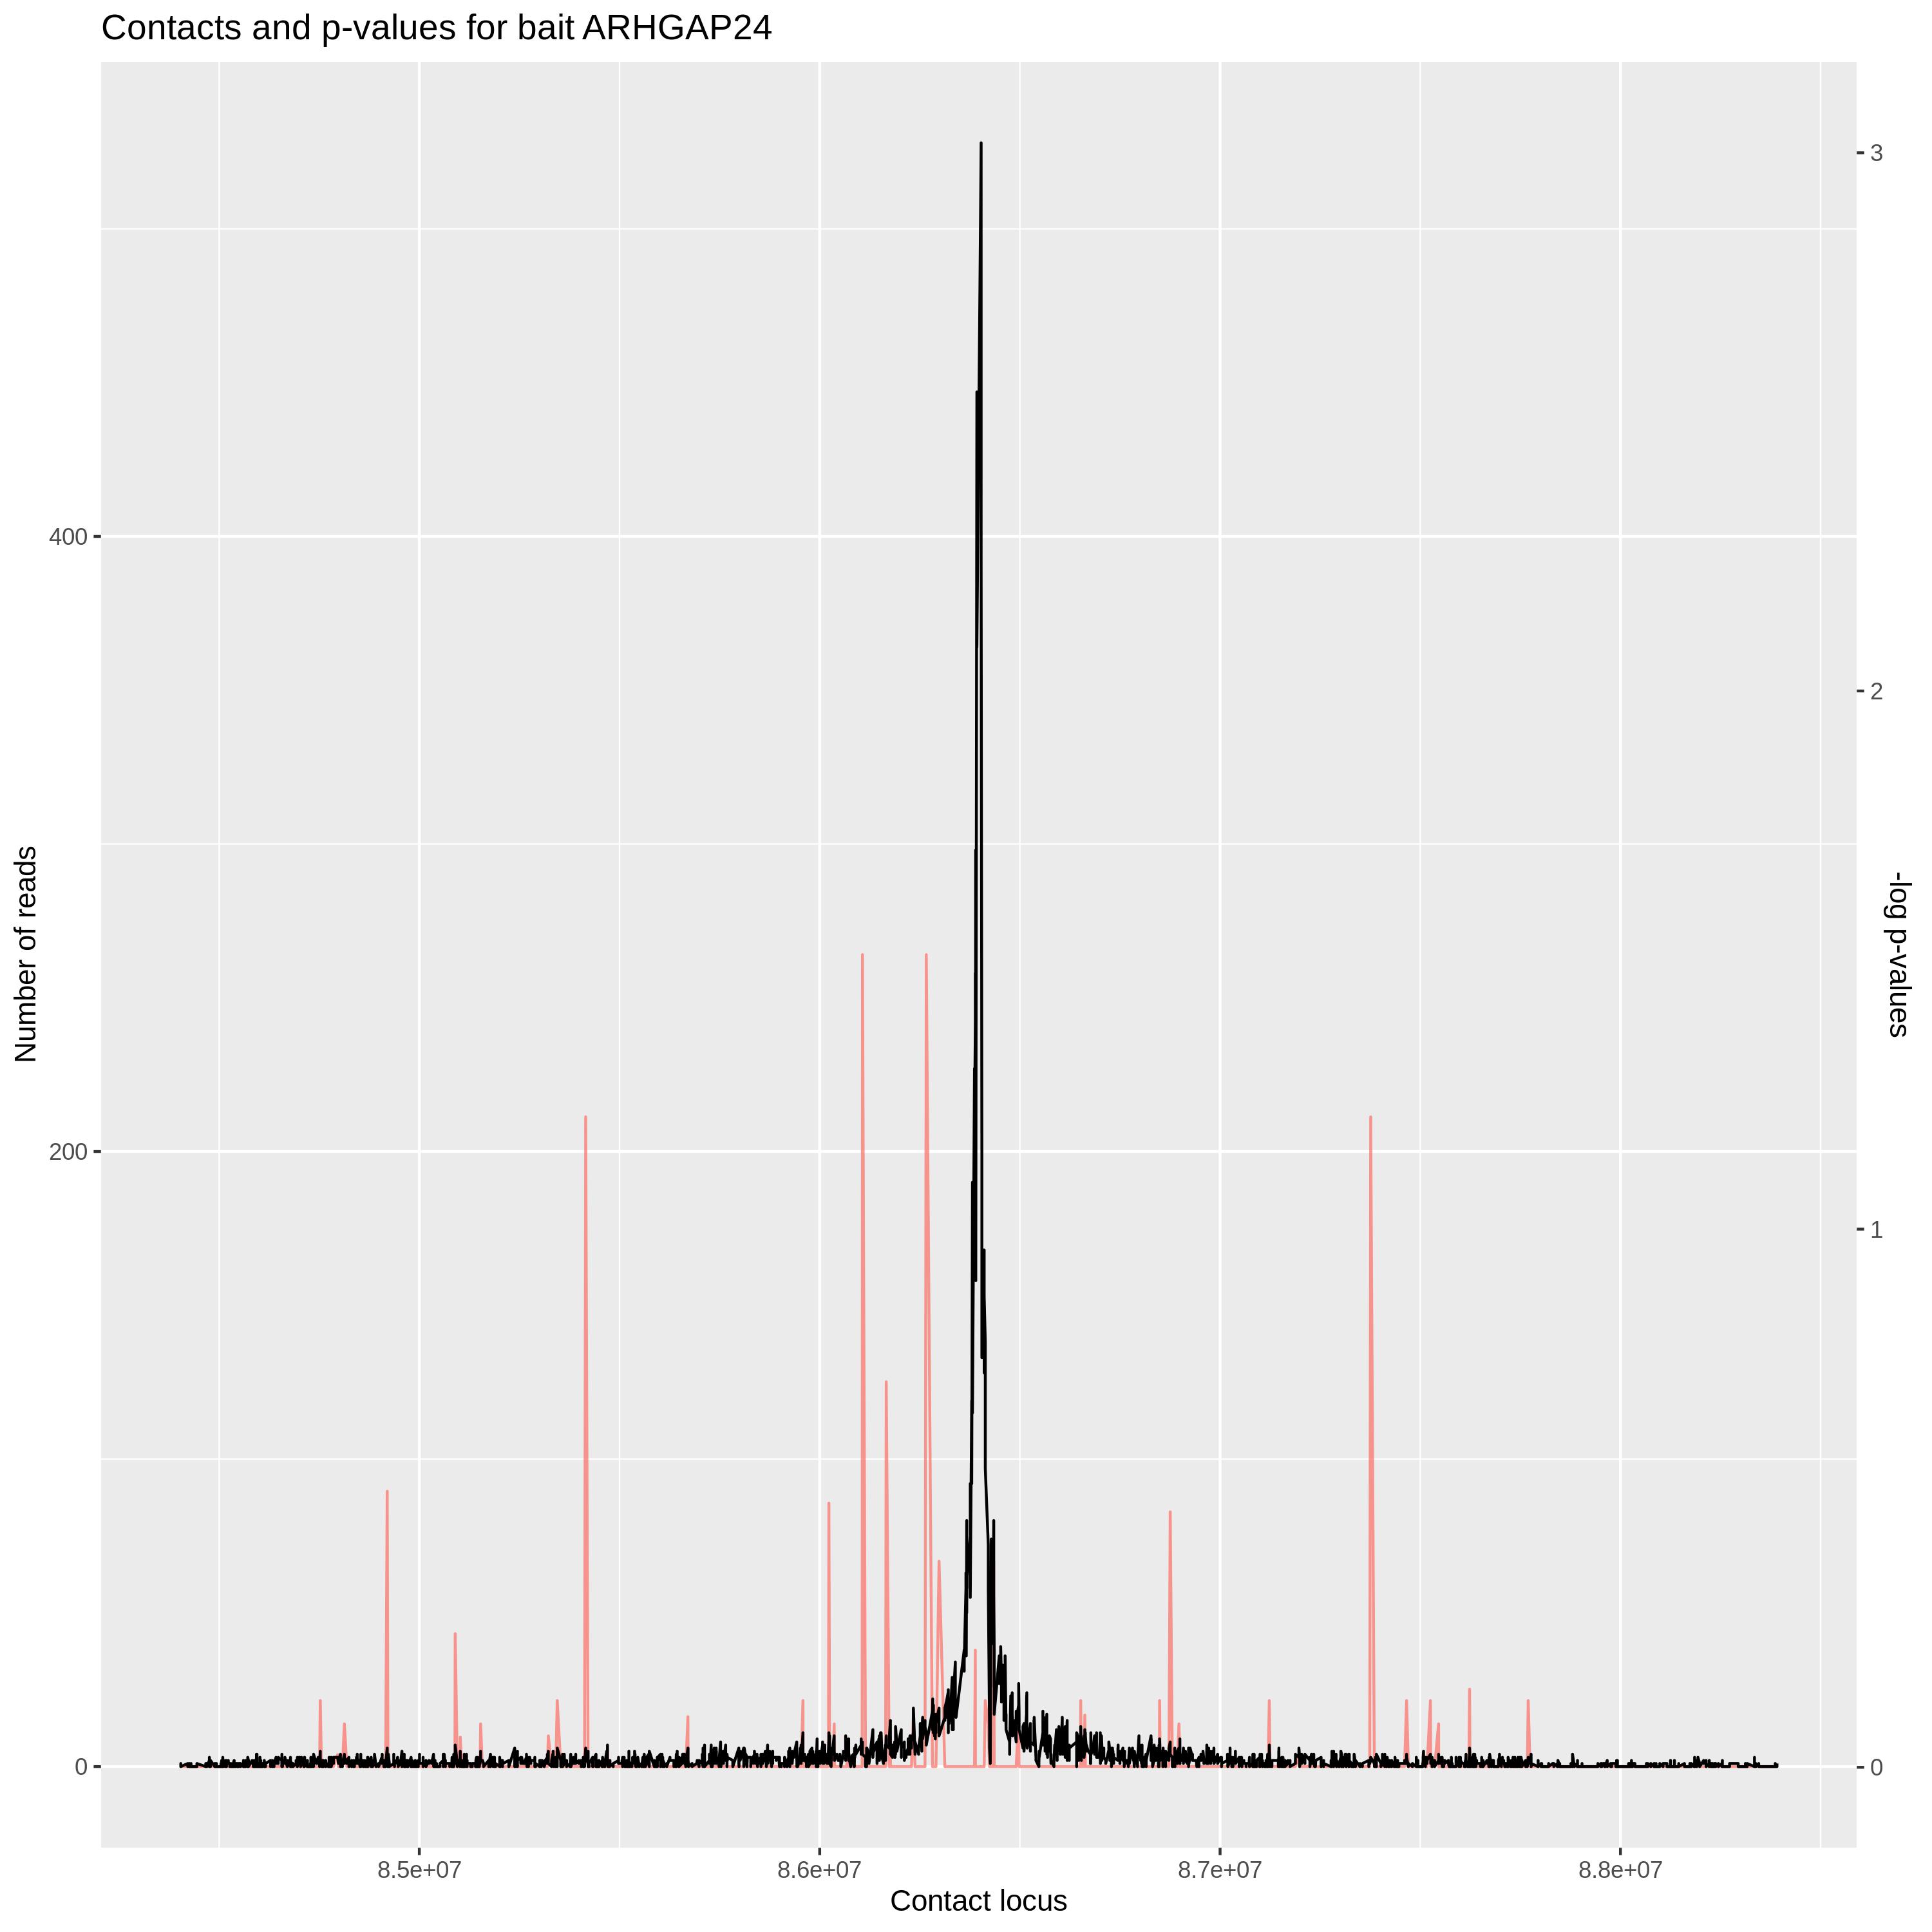 Contacts and p-values for bait ARHGAP24
Number of reads
400
200
0
3
2
1
0
-log p-values
8.5e+07
8.6e+07
8.7e+07
8.8e+07
Contact locus